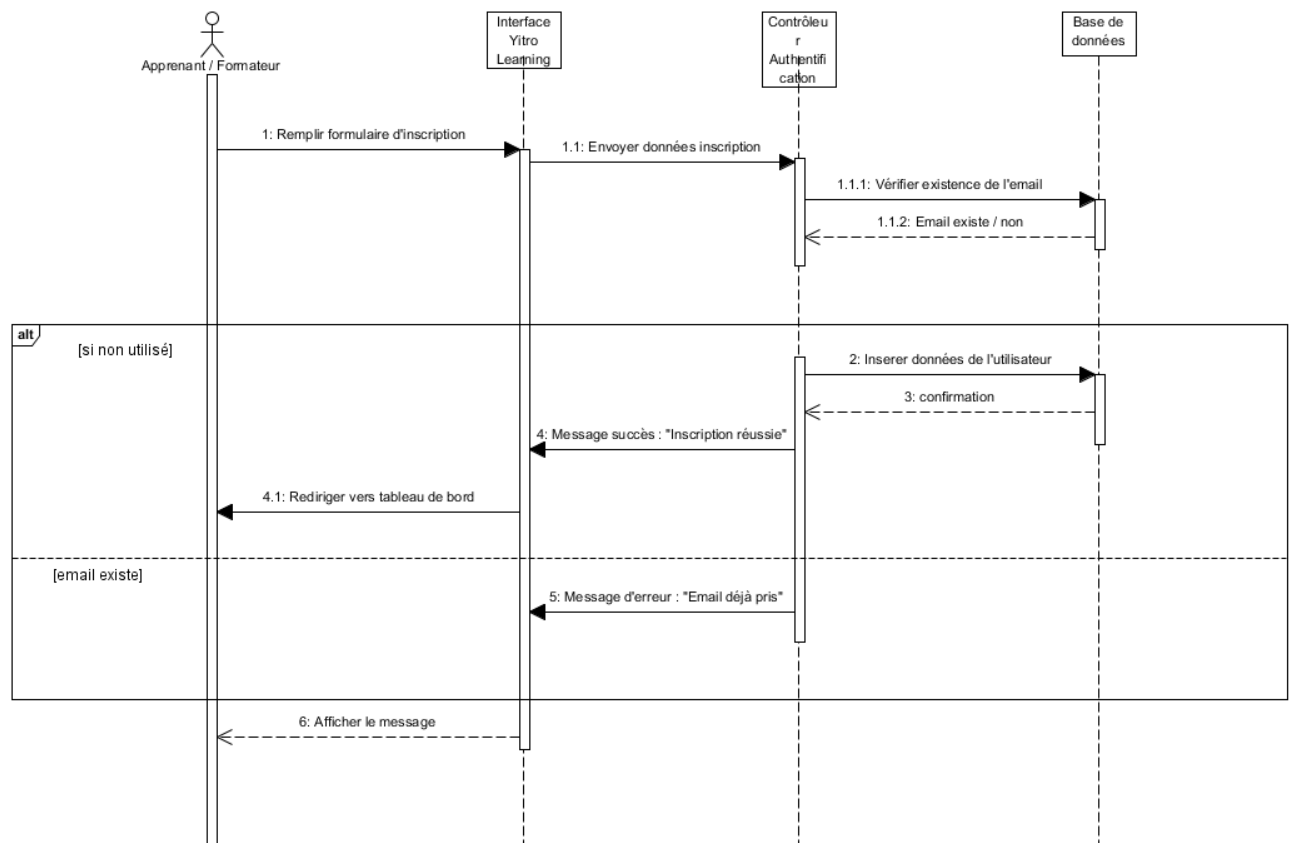 Apprenant / Formateur
Interface
Yitro
Learning
Contrôleu
r
Authentifi
cation
Base de
données
1: Remplir formulaire d'inscription
1.1: Envoyer données inscription
1.1.1: Vérifier existence de l'email
1.1.2: Email existe / non
alt
[si non utilisé]
2: Inserer données de l'utilisateur
3: confirmation
4: Message succès : "Inscription réussie"
4.1: Rediriger vers tableau de bord
[email existe]
5: Message d'erreur : "Email déjà pris"
6: Afficher le message